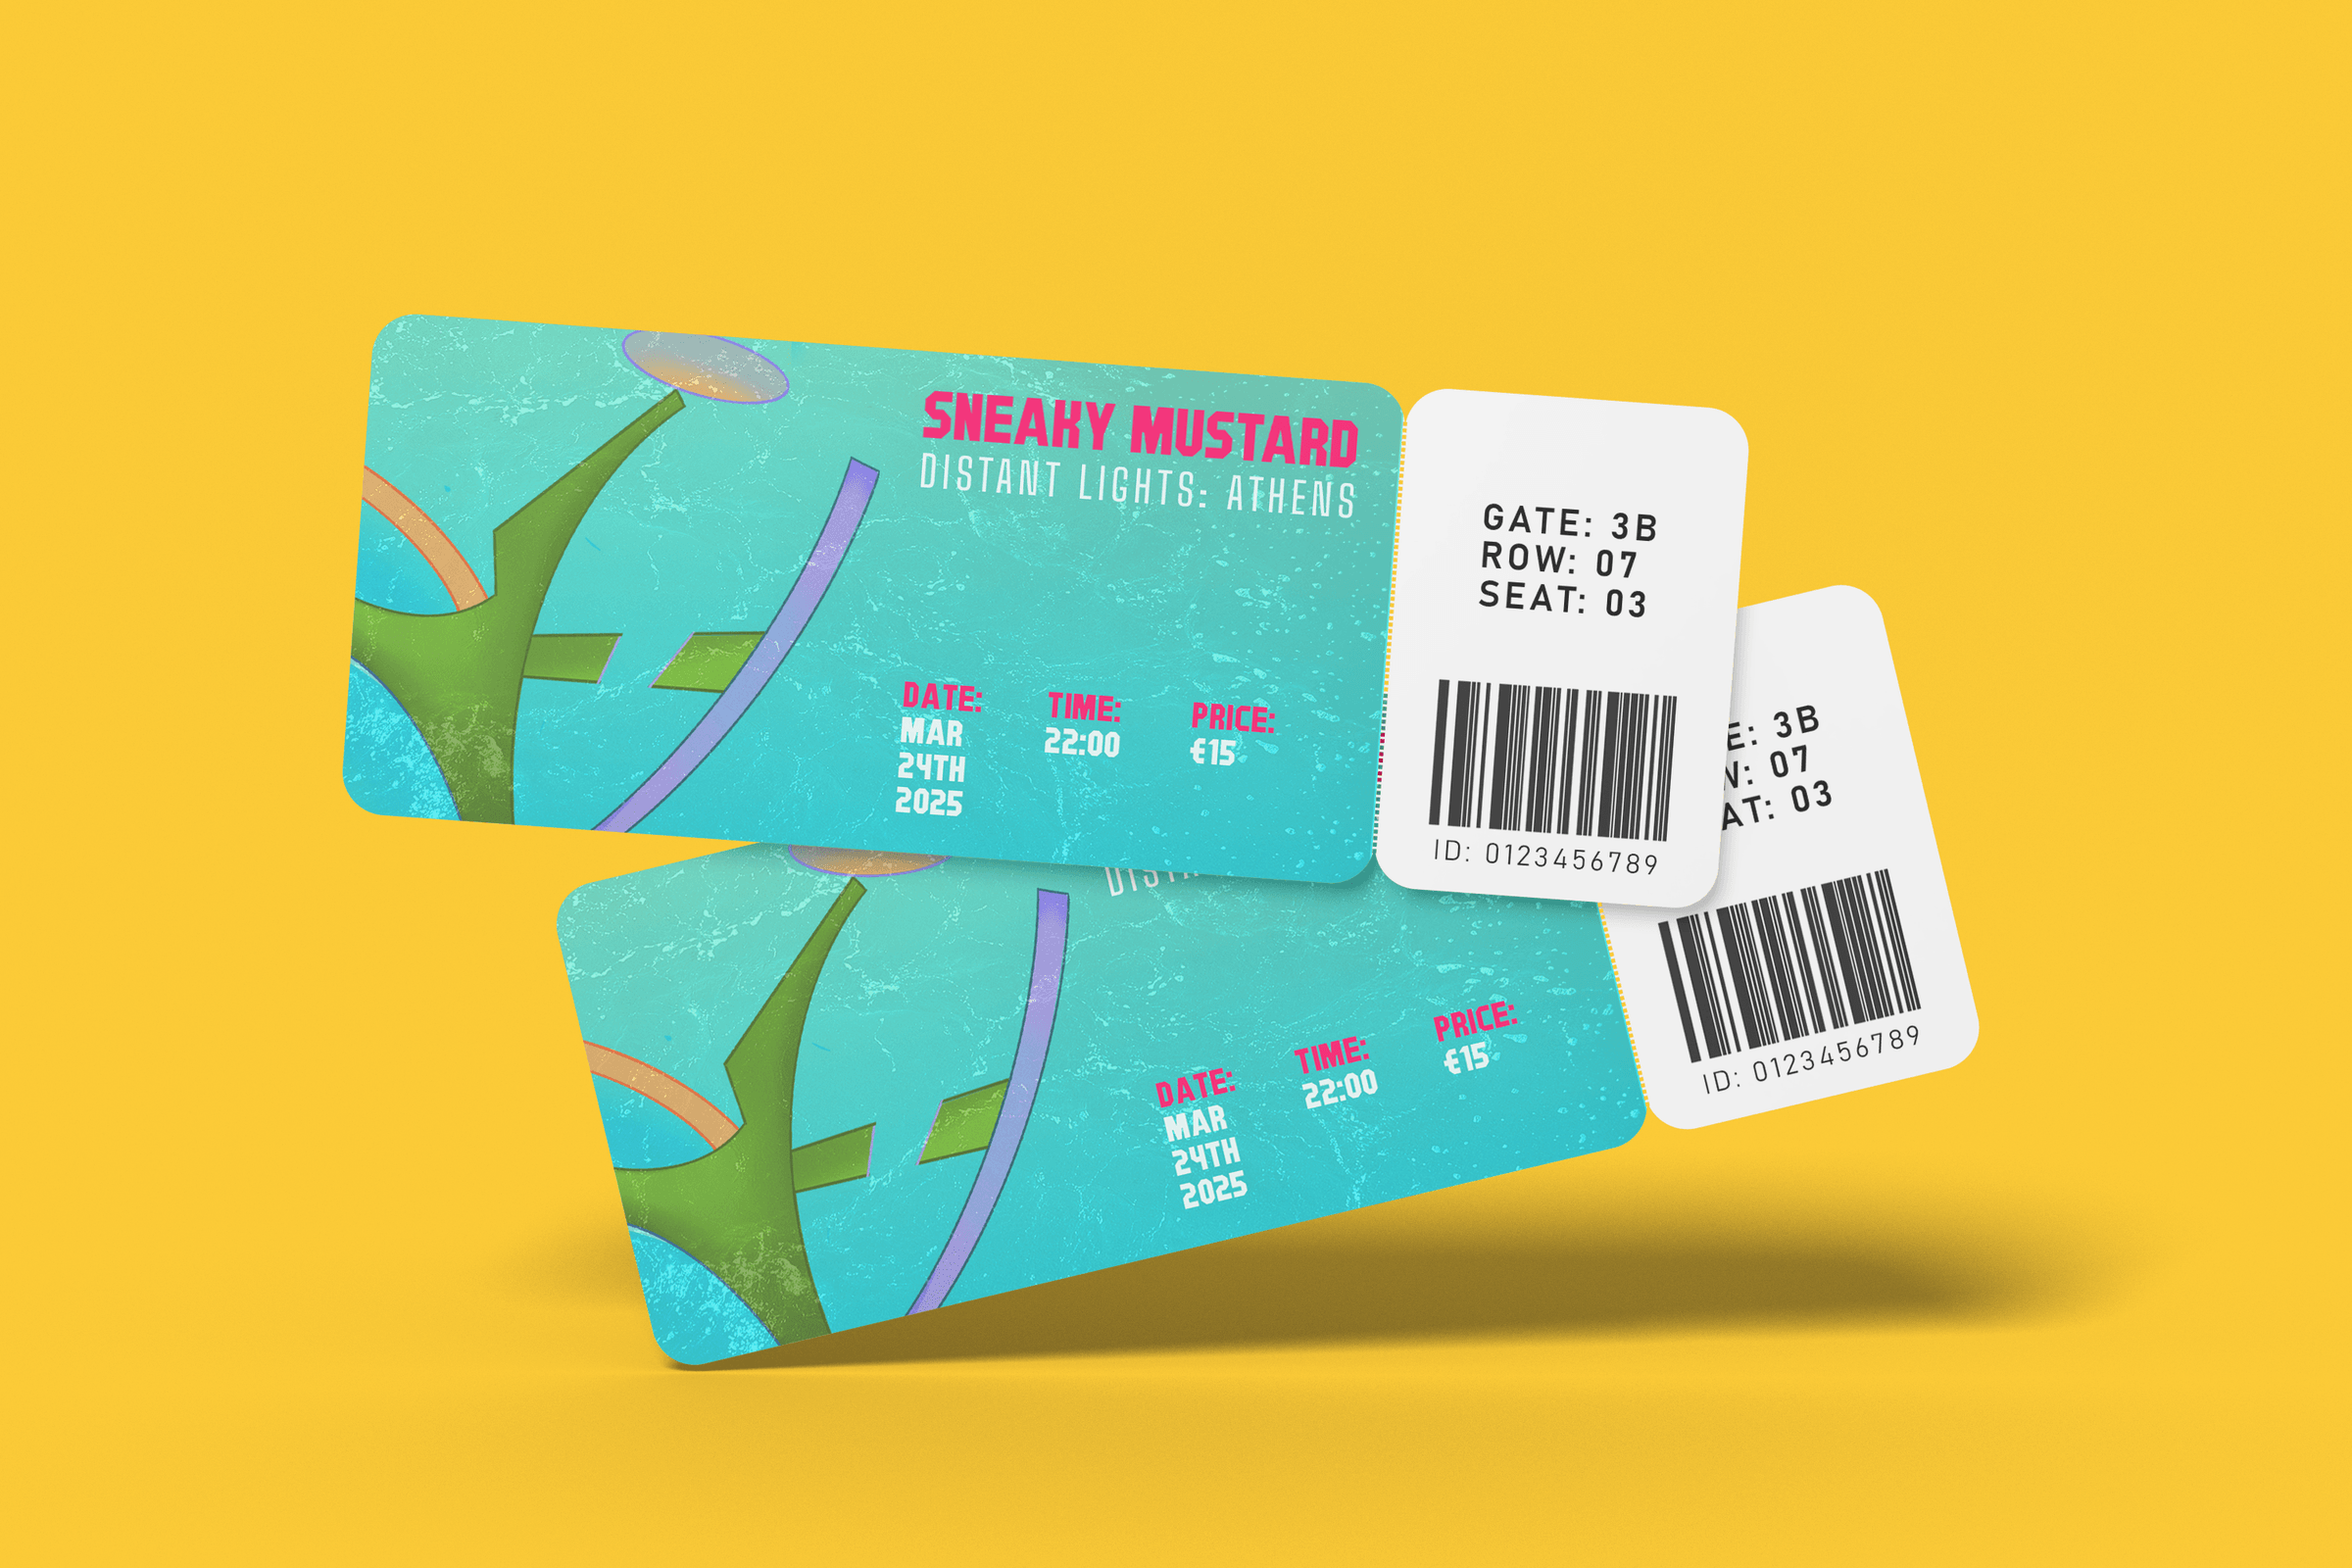 SNEAKY MUSTARD
DISTANT LIGHTS: ATHENS
DATE:
MAR
24TH
2025
TIME:
22:00
PRICE:
€15
GATE: 3B
ROW: 07
SEAT: 03
ID: 0123456789
DATE:
MAR
24TH
2025
TIME:
22:00
PRICE:
€15
3B
07
03
ID: 0123456789